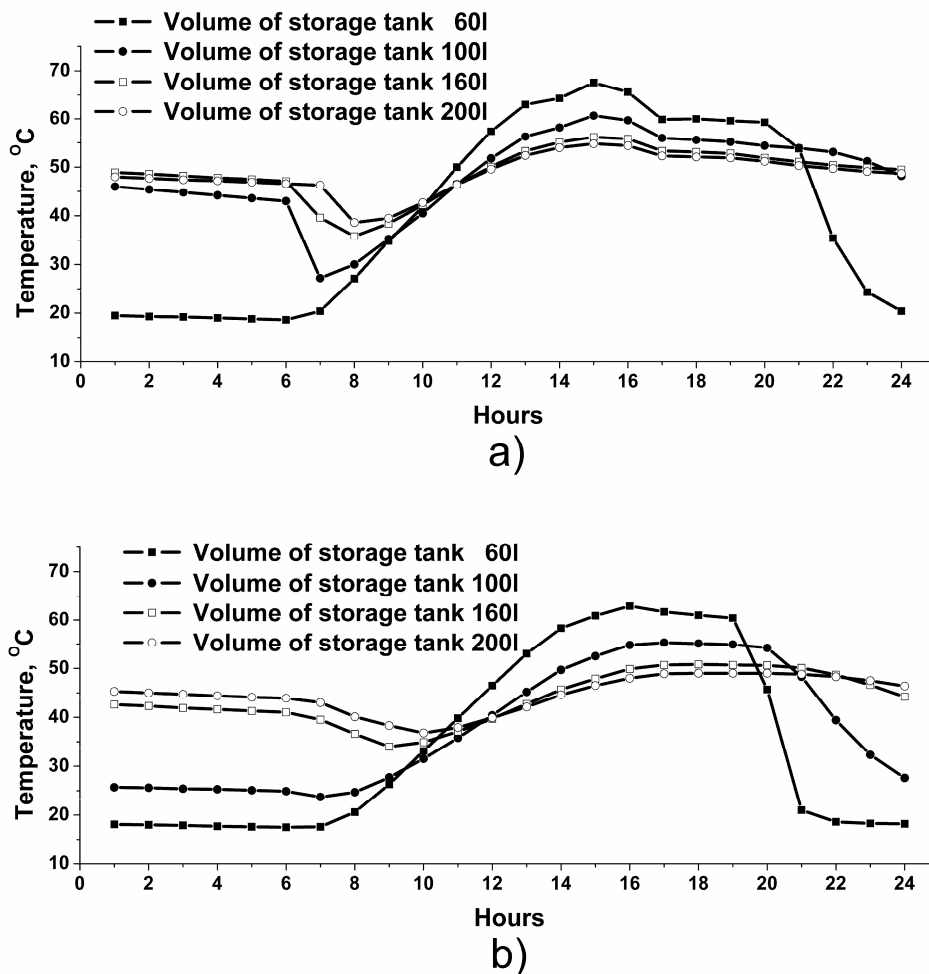 Volume of storage tank 60l
Volume of storage tank 100l
Volume of storage tank 160l
Volume of storage tank 200l
70
60
50
40
30
20
10
Temperature, °C
0 2 4 6 8 10 12 14 16 18 20 22 24
Hours
a)
Volume of storage tank 60l
Volume of storage tank 100l
Volume of storage tank 160l
Volume of storage tank 200l
70
60
50
40
30
20
10
Temperature, °C
0 2 4 6 8 10 12 14 16 18 20 22 24
Hours
b)